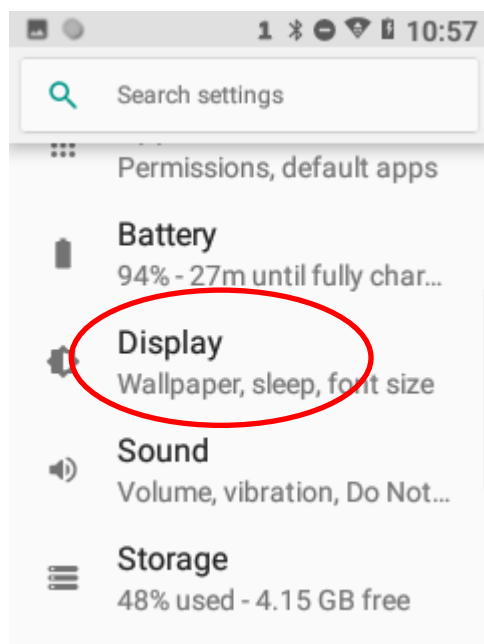 1 10:57
Search settings
Permissions, default apps
Battery
94% - 27m until fully char...
Display
Wallpaper, sleep, font size
Sound
Volume, vibration, Do Not...
Storage
48% used - 4.15 GB free